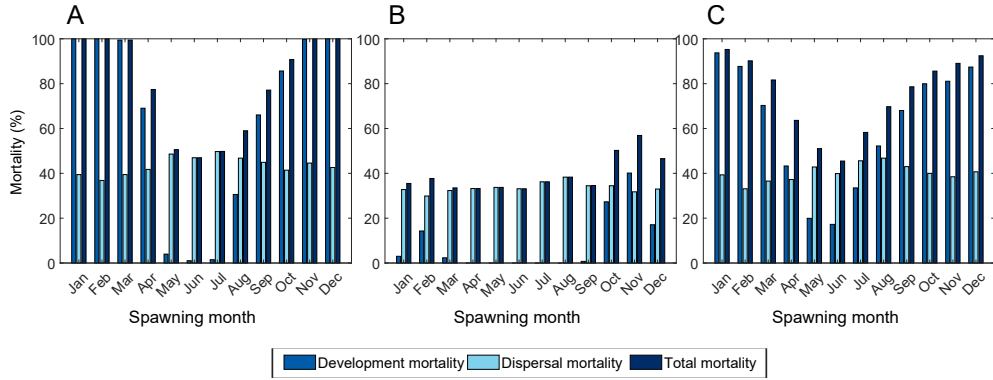 A
B
C
Mortality (%)
100
80
60
40
20
0
Jan Feb Mar Apr May Jun Jul Aug Sep Oct Nov Dec
Spawning month
100
80
60
40
20
0
Jan Feb Mar Apr May Jun Jul Aug Sep Oct Nov Dec
Spawning month
100
80
60
40
20
0
Jan Feb Mar Apr May Jun Jul Aug Sep Oct Nov Dec
Spawning month
Development mortality Dispersal mortality Total mortality